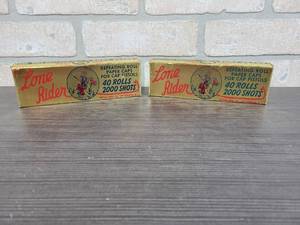 Lone
Rider
REPEATING ROLL
PAPER CAPS
FOR CAP PISTOLS
40 ROLLS
2000 SHOTS
Lone
Rider
REPEATING ROLL
PAPER CAPS
FOR CAP PISTOLS
40 ROLLS
2000 SHOTS